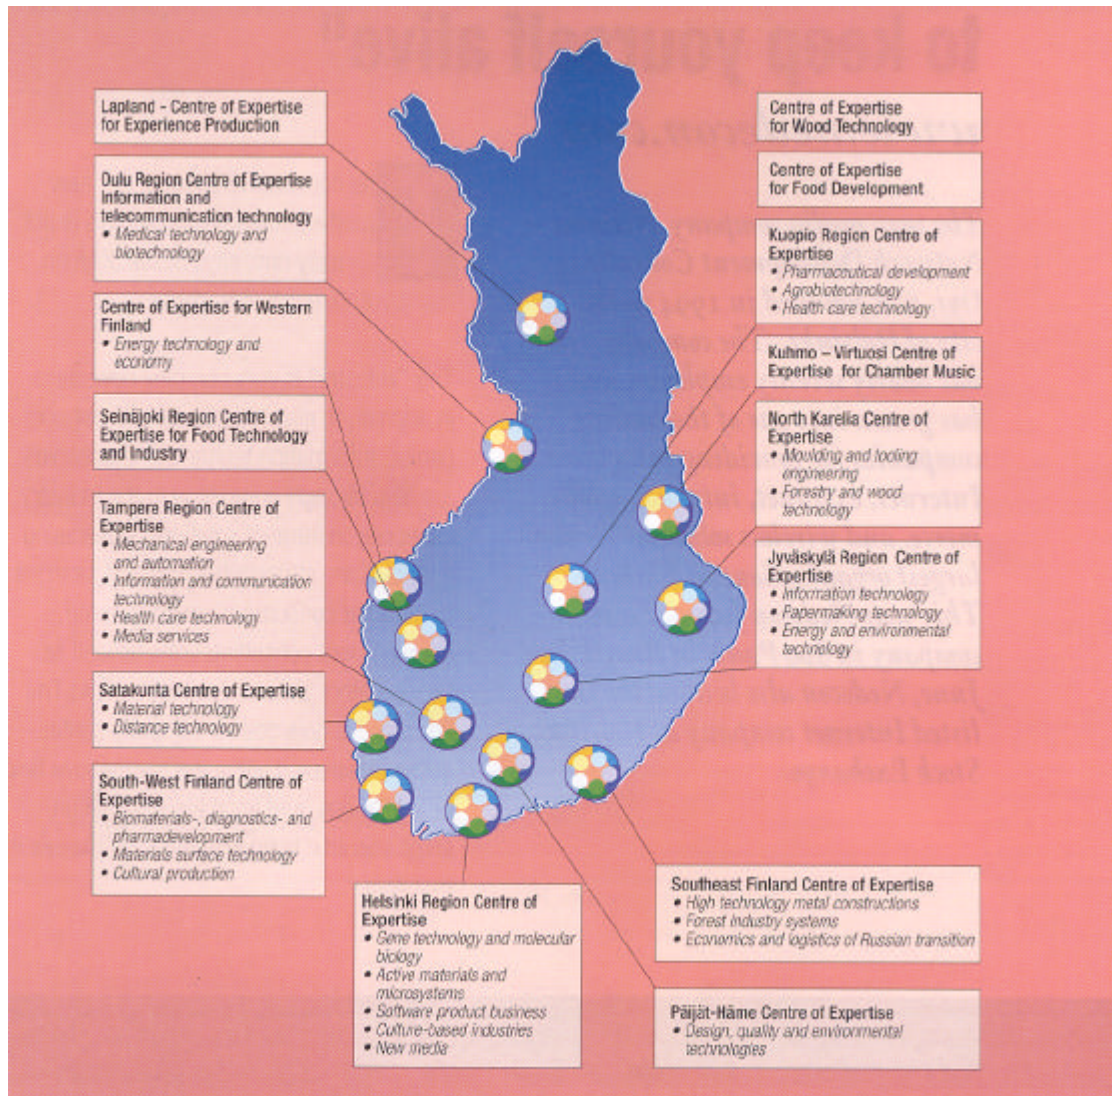 to keep yourself alive"
Lapland - Centre of Expertise
for Experience Production
Oulu Region Centre of Expertise
Information and
telecommunication technology
• Medical technology and
biotechnology
Centre of Expertise for Western
Finland
• Energy technology and
economy
Seinäjoki Region Centre of
Expertise for Food Technology
and Industry
Tampere Region Centre of
Expertise
• Mechanical engineering
and automation
• Information and communication
technology
• Health care technology
• Media services
Satakunta Centre of Expertise
• Material technology
• Distance technology
South-West Finland Centre of
Expertise
• Biomaterials-, diagnostics- and
pharmadevelopment
• Materials surface technology
• Cultural production
Helsinki Region Centre of
Expertise
• Gene technology and molecular
biology
• Active materials and
microsystems
• Software product business
• Culture-based industries
• New media
Centre of Expertise
for Wood Technology
Centre of Expertise
for Food Development
Kuopio Region Centre of
Expertise
• Pharmaceutical development
• Agrobiotechnology
• Health care technology
Kuhmo – Virtuosi Centre of
Expertise for Chamber Music
North Karelia Centre of
Expertise
• Moulding and tooling
engineering
• Forestry and wood
technology
Jyväskylä Region Centre of
Expertise
• Information technology
• Papermaking technology
• Energy and environmental
technology
Southeast Finland Centre of Expertise
• High technology metal constructions
• Forest industry systems
• Economics and logistics of Russian transition
Päijät-Häme Centre of Expertise
• Design, quality and environmental
technologies